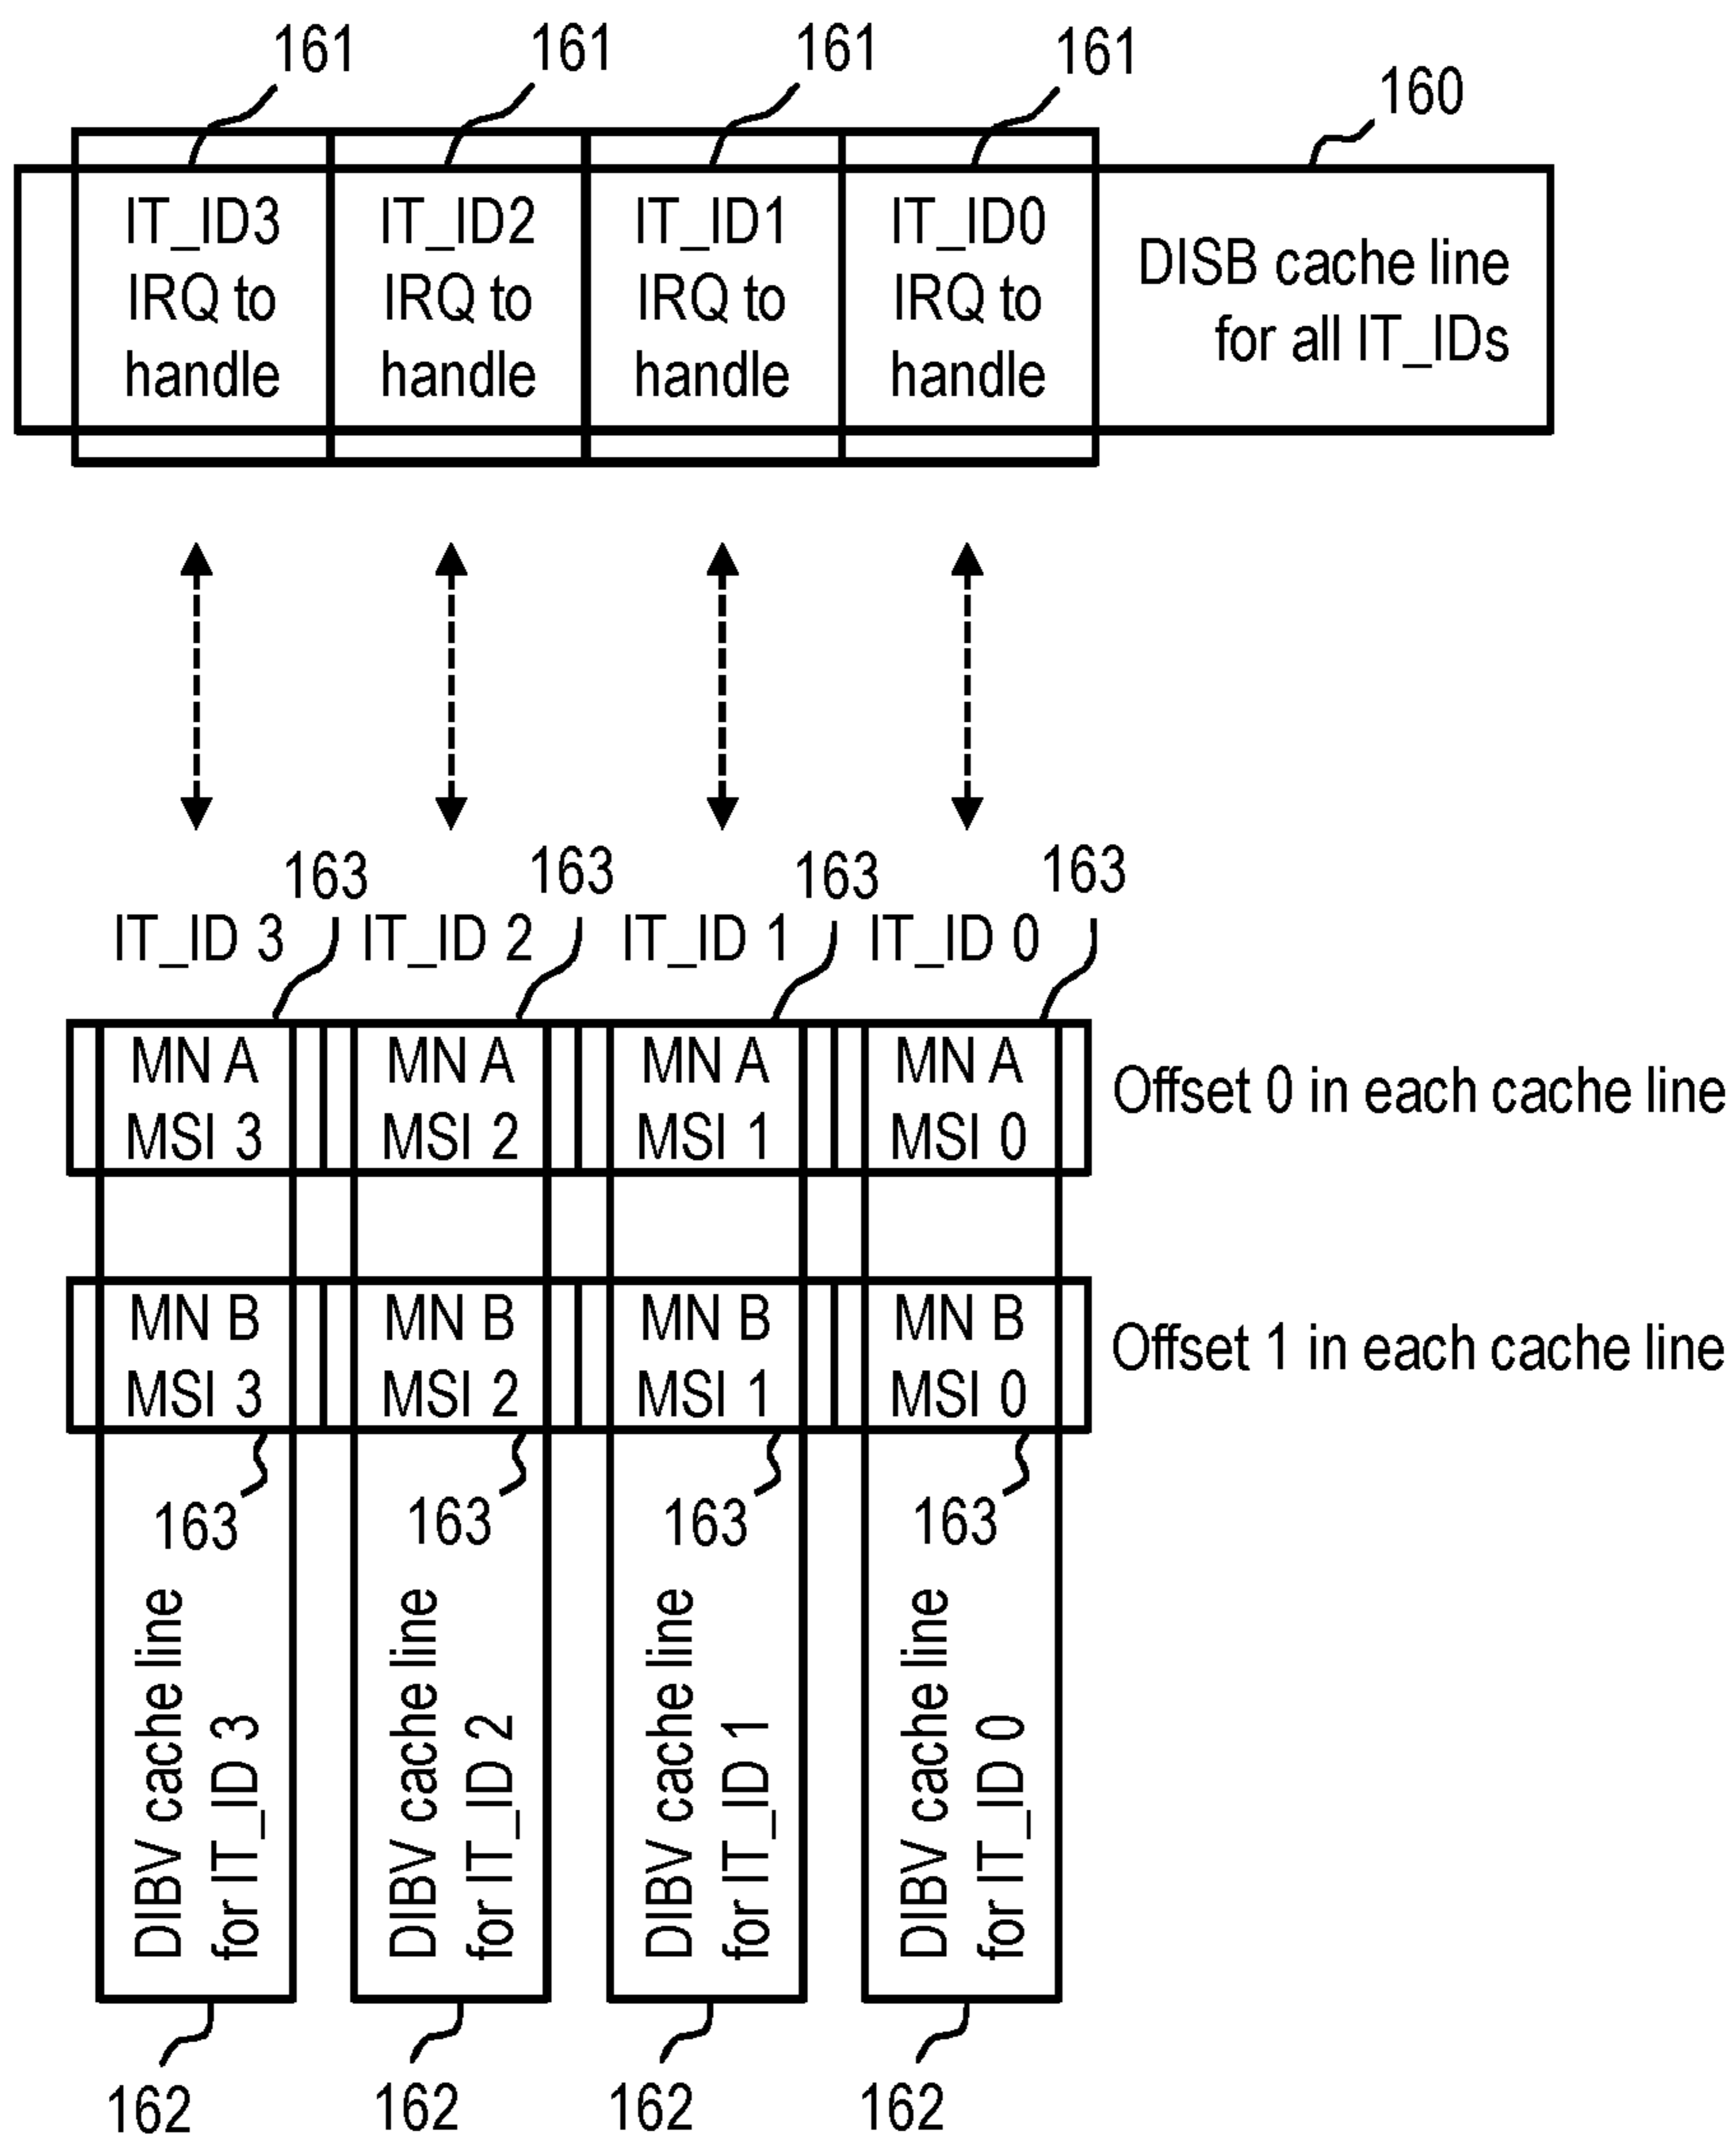 161 161 161 161
160
IT_ID3 IT_ID2 IT_ID1 IT_ID0
IRQ to IRQ to IRQ to IRQ to
handle handle handle handle
DISB cache line
for all IT_IDs
163 163 163 163
IT_ID 3 IT_ID 2 IT_ID 1 IT_ID 0
MN A MN A MN A MN A
MSI 3 MSI 2 MSI 1 MSI 0
Offset 0 in each cache line
MN B MN B MN B MN B
MSI 3 MSI 2 MSI 1 MSI 0
Offset 1 in each cache line
163 163 163 163
DIBV cache line
for IT_ID 3
DIBV cache line
for IT_ID 2
DIBV cache line
for IT_ID 1
DIBV cache line
for IT_ID 0
162 162 162 162